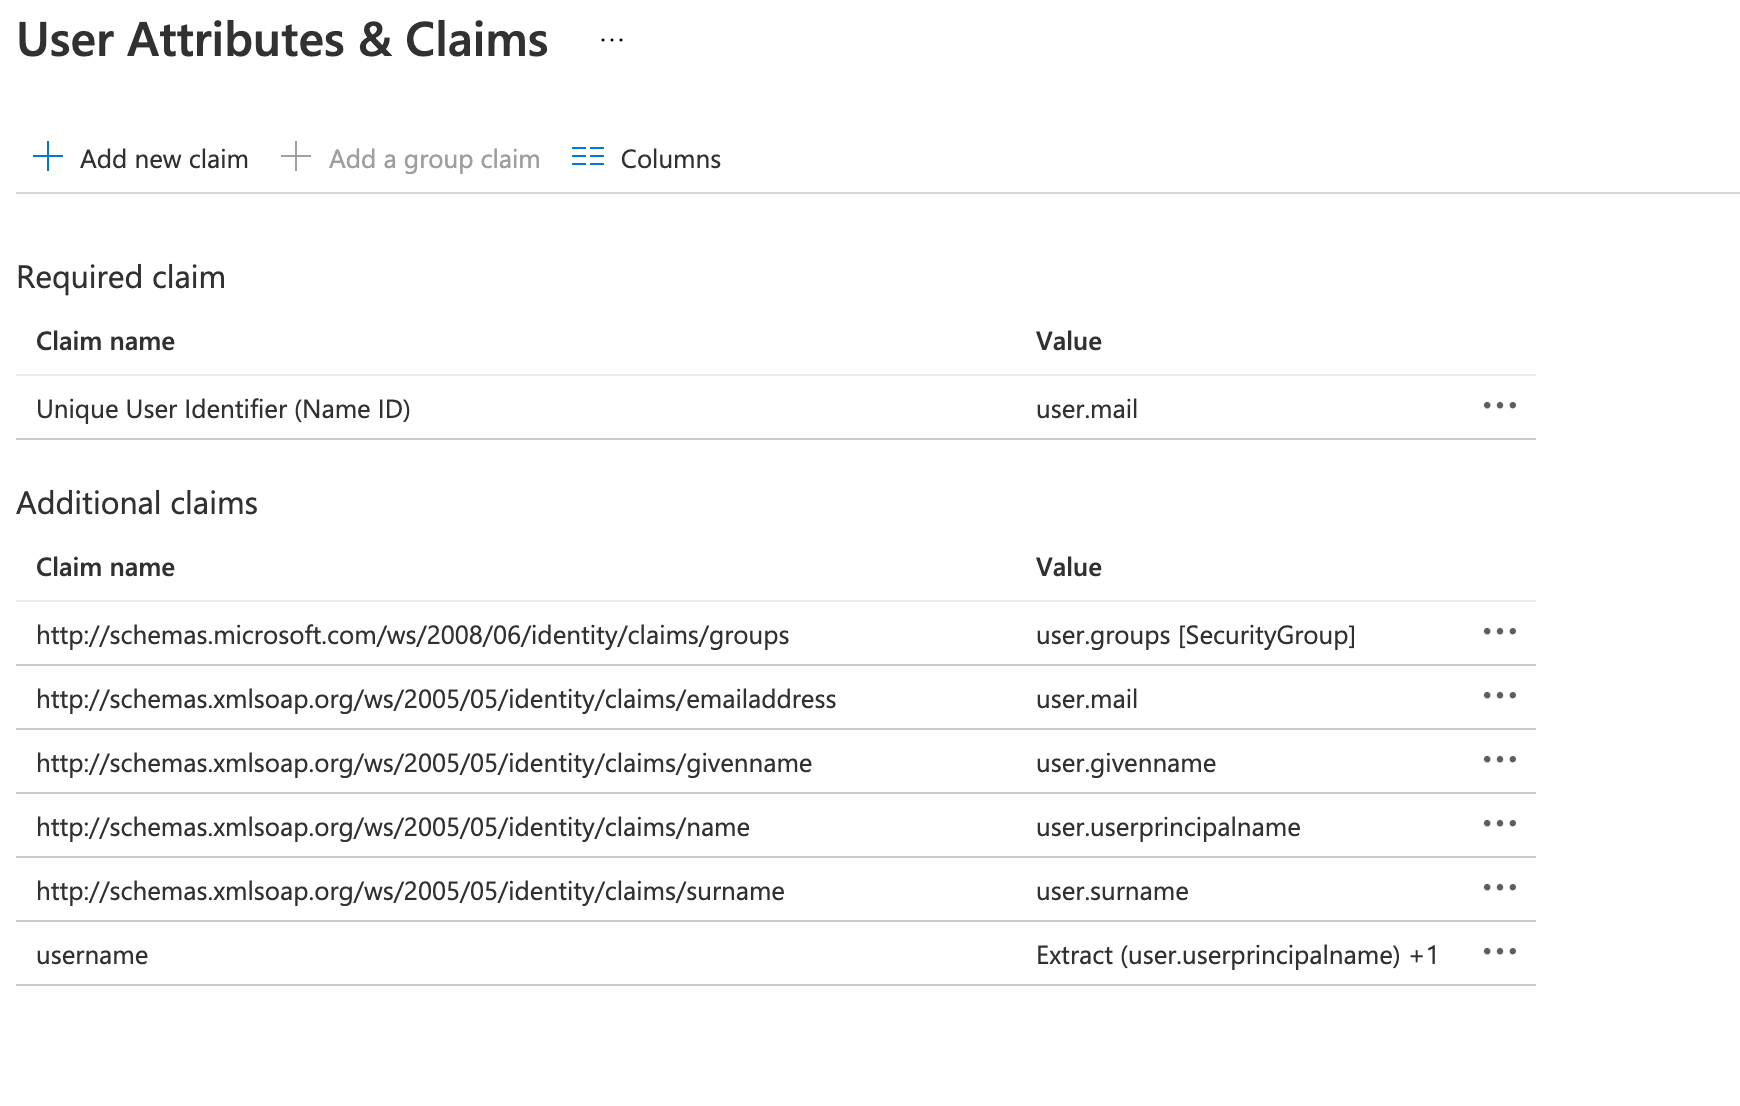 User Attributes & Claims ...
Add new claim Add a group claim Columns
Required claim
Claim name Value
Unique User Identifier (Name ID) user.mail
Additional claims
Claim name Value
http://schemas.microsoft.com/ws/2008/06/identity/claims/groups user.groups [SecurityGroup]
http://schemas.xmlsoap.org/ws/2005/05/identity/claims/emailaddress user.mail
http://schemas.xmlsoap.org/ws/2005/05/identity/claims/givenname user.givenname
http://schemas.xmlsoap.org/ws/2005/05/identity/claims/name user.userprincipalname
http://schemas.xmlsoap.org/ws/2005/05/identity/claims/surname user.surname
username Extract (user.userprincipalname) +1